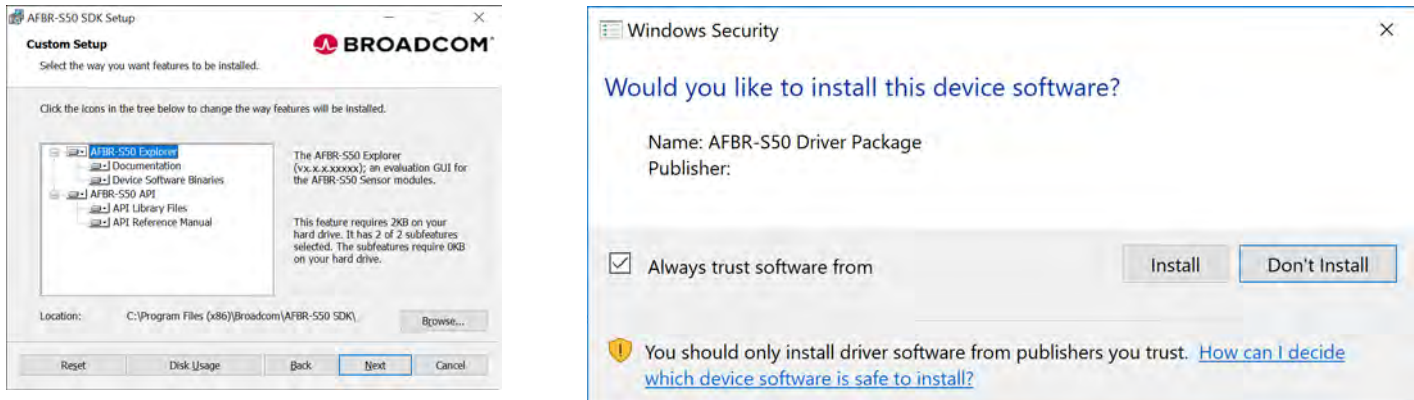 AFBR-S50 SDK Setup
Custom Setup
BROADCOM
Select the way you want features to be installed.
Click the icons in the tree below to change the way features will be installed.
AFBR-S50 Explorer
Documentation
Device Software Binaries
AFBR-S50 API
API Library Files
API Reference Manual
The AFBR-S50 Explorer
(vx.x.x.xxxxx); an evaluation GUI for
the AFBR-S50 Sensor modules.
This feature requires 2KB on your
hard drive. It has 2 of 2 subfeatures
selected. The subfeatures require 0KB
on your hard drive.
Location: C:\Program Files (x86)\Broadcom\AFBR-S50 SDK\
Browse...
Reset Disk Usage Back Next Cancel
Windows Security
Would you like to install this device software?
Name: AFBR-S50 Driver Package
Publisher:
Always trust software from
Install Don't Install
You should only install driver software from publishers you trust. How can I decide
which device software is safe to install?